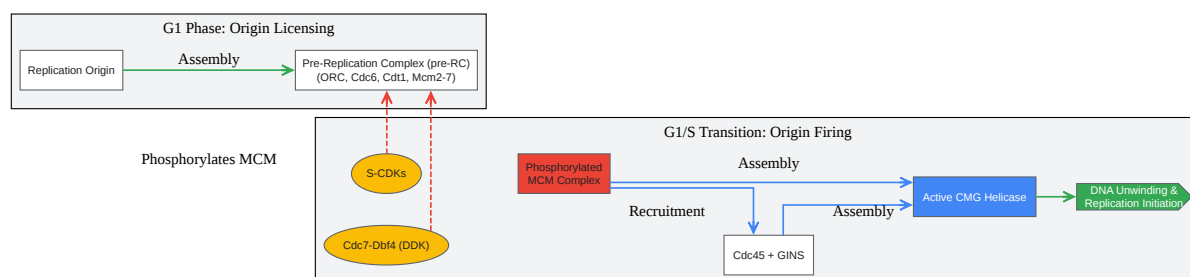 G1 Phase: Origin Licensing
Replication Origin
Assembly
Pre-Replication Complex (pre-RC)
(ORC, Cdc6, Cdt1, Mcm2-7)
G1/S Transition: Origin Firing
Phosphorylates MCM
S-CDKs
Cdc7-Dbf4 (DDK)
Phosphorylated
MCM Complex
Assembly
Recruitment
Assembly
Cdc45 + GINS
Active CMG Helicase
DNA Unwinding &
Replication Initiation